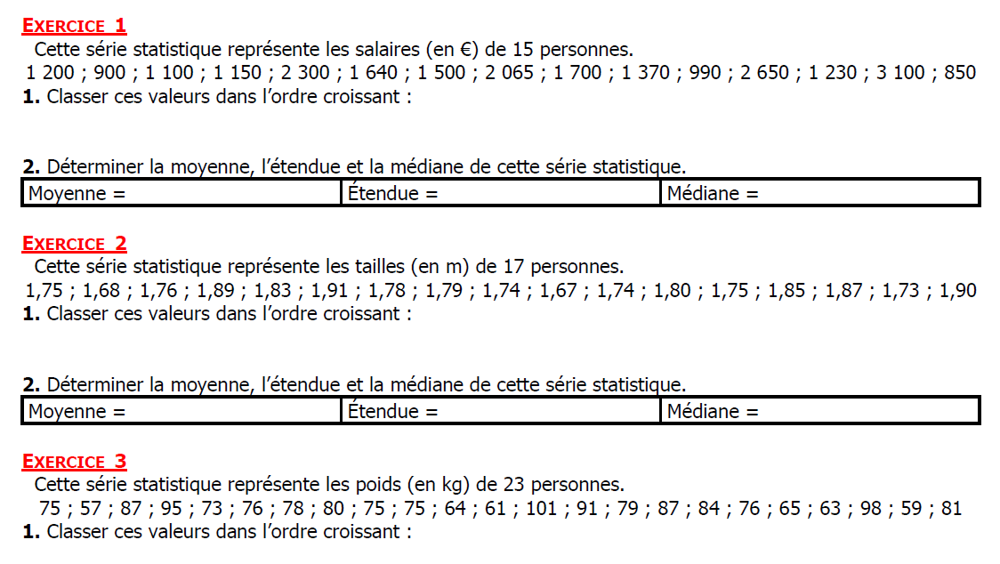 EXERCICE 1
Cette série statistique représente les salaires (en €) de 15 personnes.
1 200 ; 900 ; 1 100 ; 1 150 ; 2 300 ; 1 640 ; 1 500 ; 2 065 ; 1 700 ; 1 370 ; 990 ; 2 650 ; 1 230 ; 3 100 ; 850
1. Classer ces valeurs dans l’ordre croissant :
2. Déterminer la moyenne, l’étendue et la médiane de cette série statistique.
Moyenne = Étendue = Médiane =
EXERCICE 2
Cette série statistique représente les tailles (en m) de 17 personnes.
1,75 ; 1,68 ; 1,76 ; 1,89 ; 1,83 ; 1,91 ; 1,78 ; 1,79 ; 1,74 ; 1,67 ; 1,74 ; 1,80 ; 1,75 ; 1,85 ; 1,87 ; 1,73 ; 1,90
1. Classer ces valeurs dans l’ordre croissant :
2. Déterminer la moyenne, l’étendue et la médiane de cette série statistique.
Moyenne = Étendue = Médiane =
EXERCICE 3
Cette série statistique représente les poids (en kg) de 23 personnes.
75 ; 57 ; 87 ; 95 ; 73 ; 76 ; 78 ; 80 ; 75 ; 75 ; 64 ; 61 ; 101 ; 91 ; 79 ; 87 ; 84 ; 76 ; 65 ; 63 ; 98 ; 59 ; 81
1. Classer ces valeurs dans l’ordre croissant :